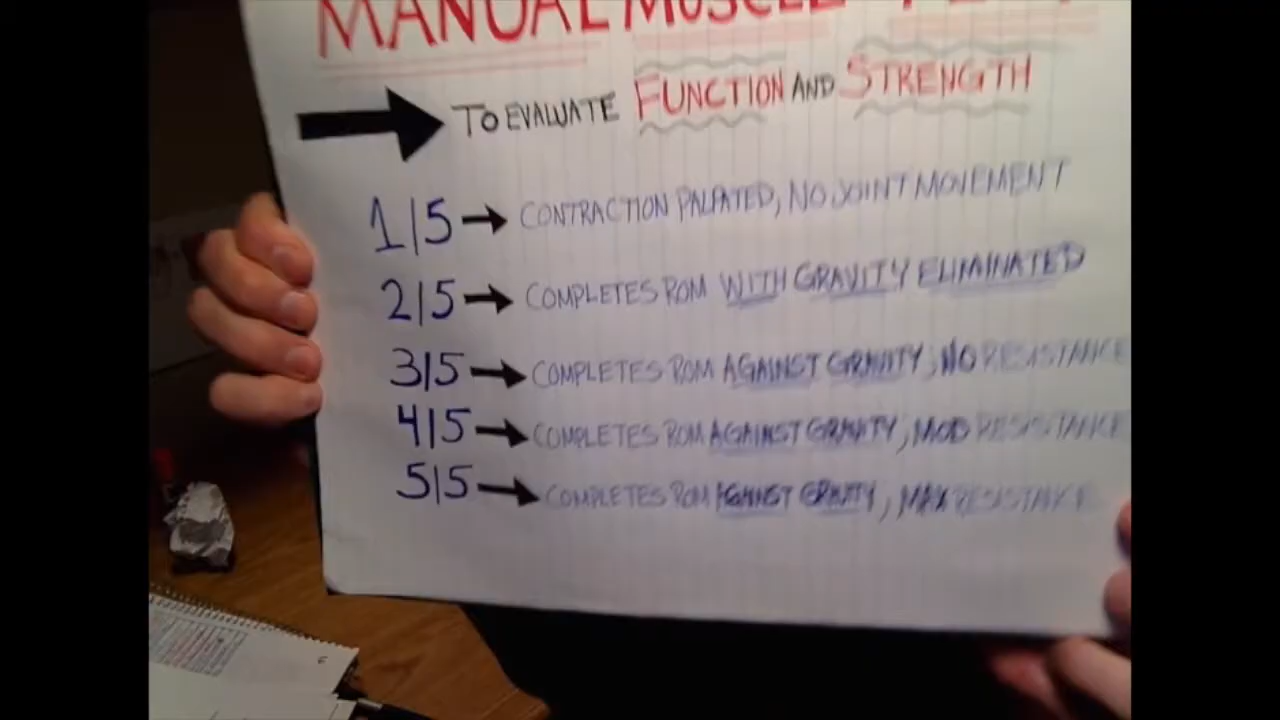 MANUAL MUSCLE TEST
TO EVALUATE FUNCTION AND STRENGTH
1/5 → CONTRACTION PALPATED, NO JOINT MOVEMENT
2/5 → COMPLETES ROM WITH GRAVITY ELIMINATED
3/5 → COMPLETES ROM AGAINST GRAVITY, NO RESISTANCE
4/5 → COMPLETES ROM AGAINST GRAVITY, MOD RESISTANCE
5/5 → COMPLETES ROM AGAINST GRAVITY, MAX RESISTANCE